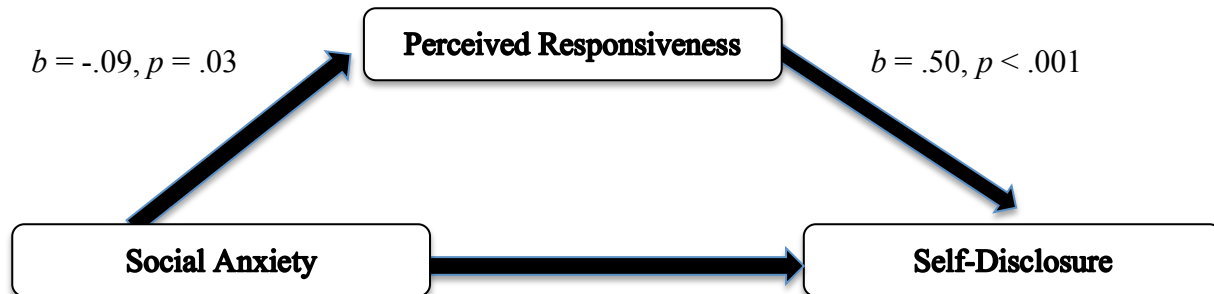 Perceived Responsiveness
b = -.09, p = .03
b = .50, p < .001
Social Anxiety
Self-Disclosure